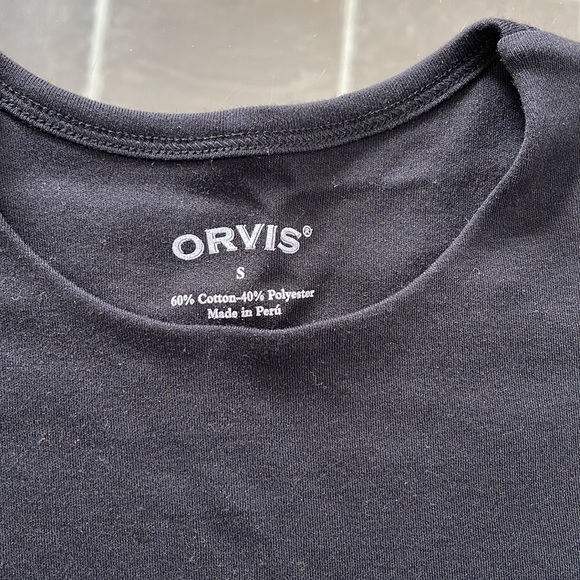 ORVIS®
S
60% Cotton-40% Polyester
Made in Perú